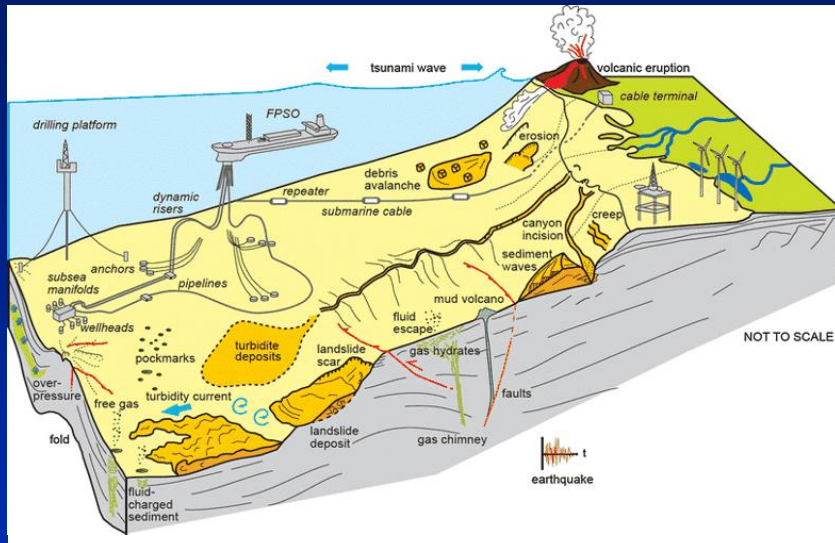 tsunami wave
volcanic eruption
cable terminal
drilling platform
FPSO
erosion
debris
avalanche
repeater
submarine cable
dynamic
risers
canyon
incision
creep
sediment
waves
anchors
subsea
manifolds
pipelines
wellheads
mud volcano
fluid
escape
gas hydrates
NOT TO SCALE
pockmarks
turbidite
deposits
landslide
scar
over-
pressure
free gas
turbidity current
faults
fold
landslide
deposit
gas chimney
fluid-
charged
sediment
t
earthquake